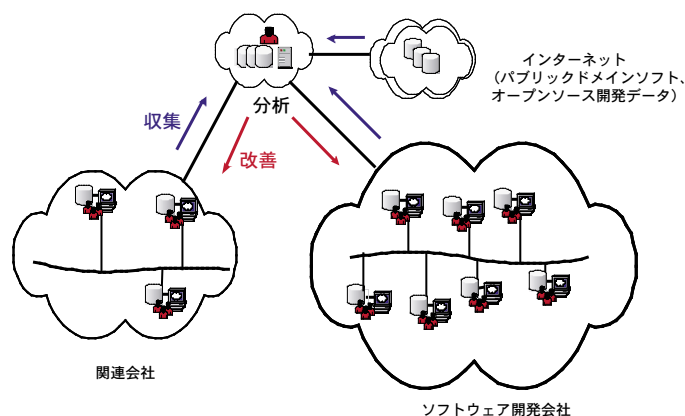 インターネット
（パブリックドメインソフト、
オープンソース開発データ）
分析
収集
改善
関連会社
ソフトウェア開発会社